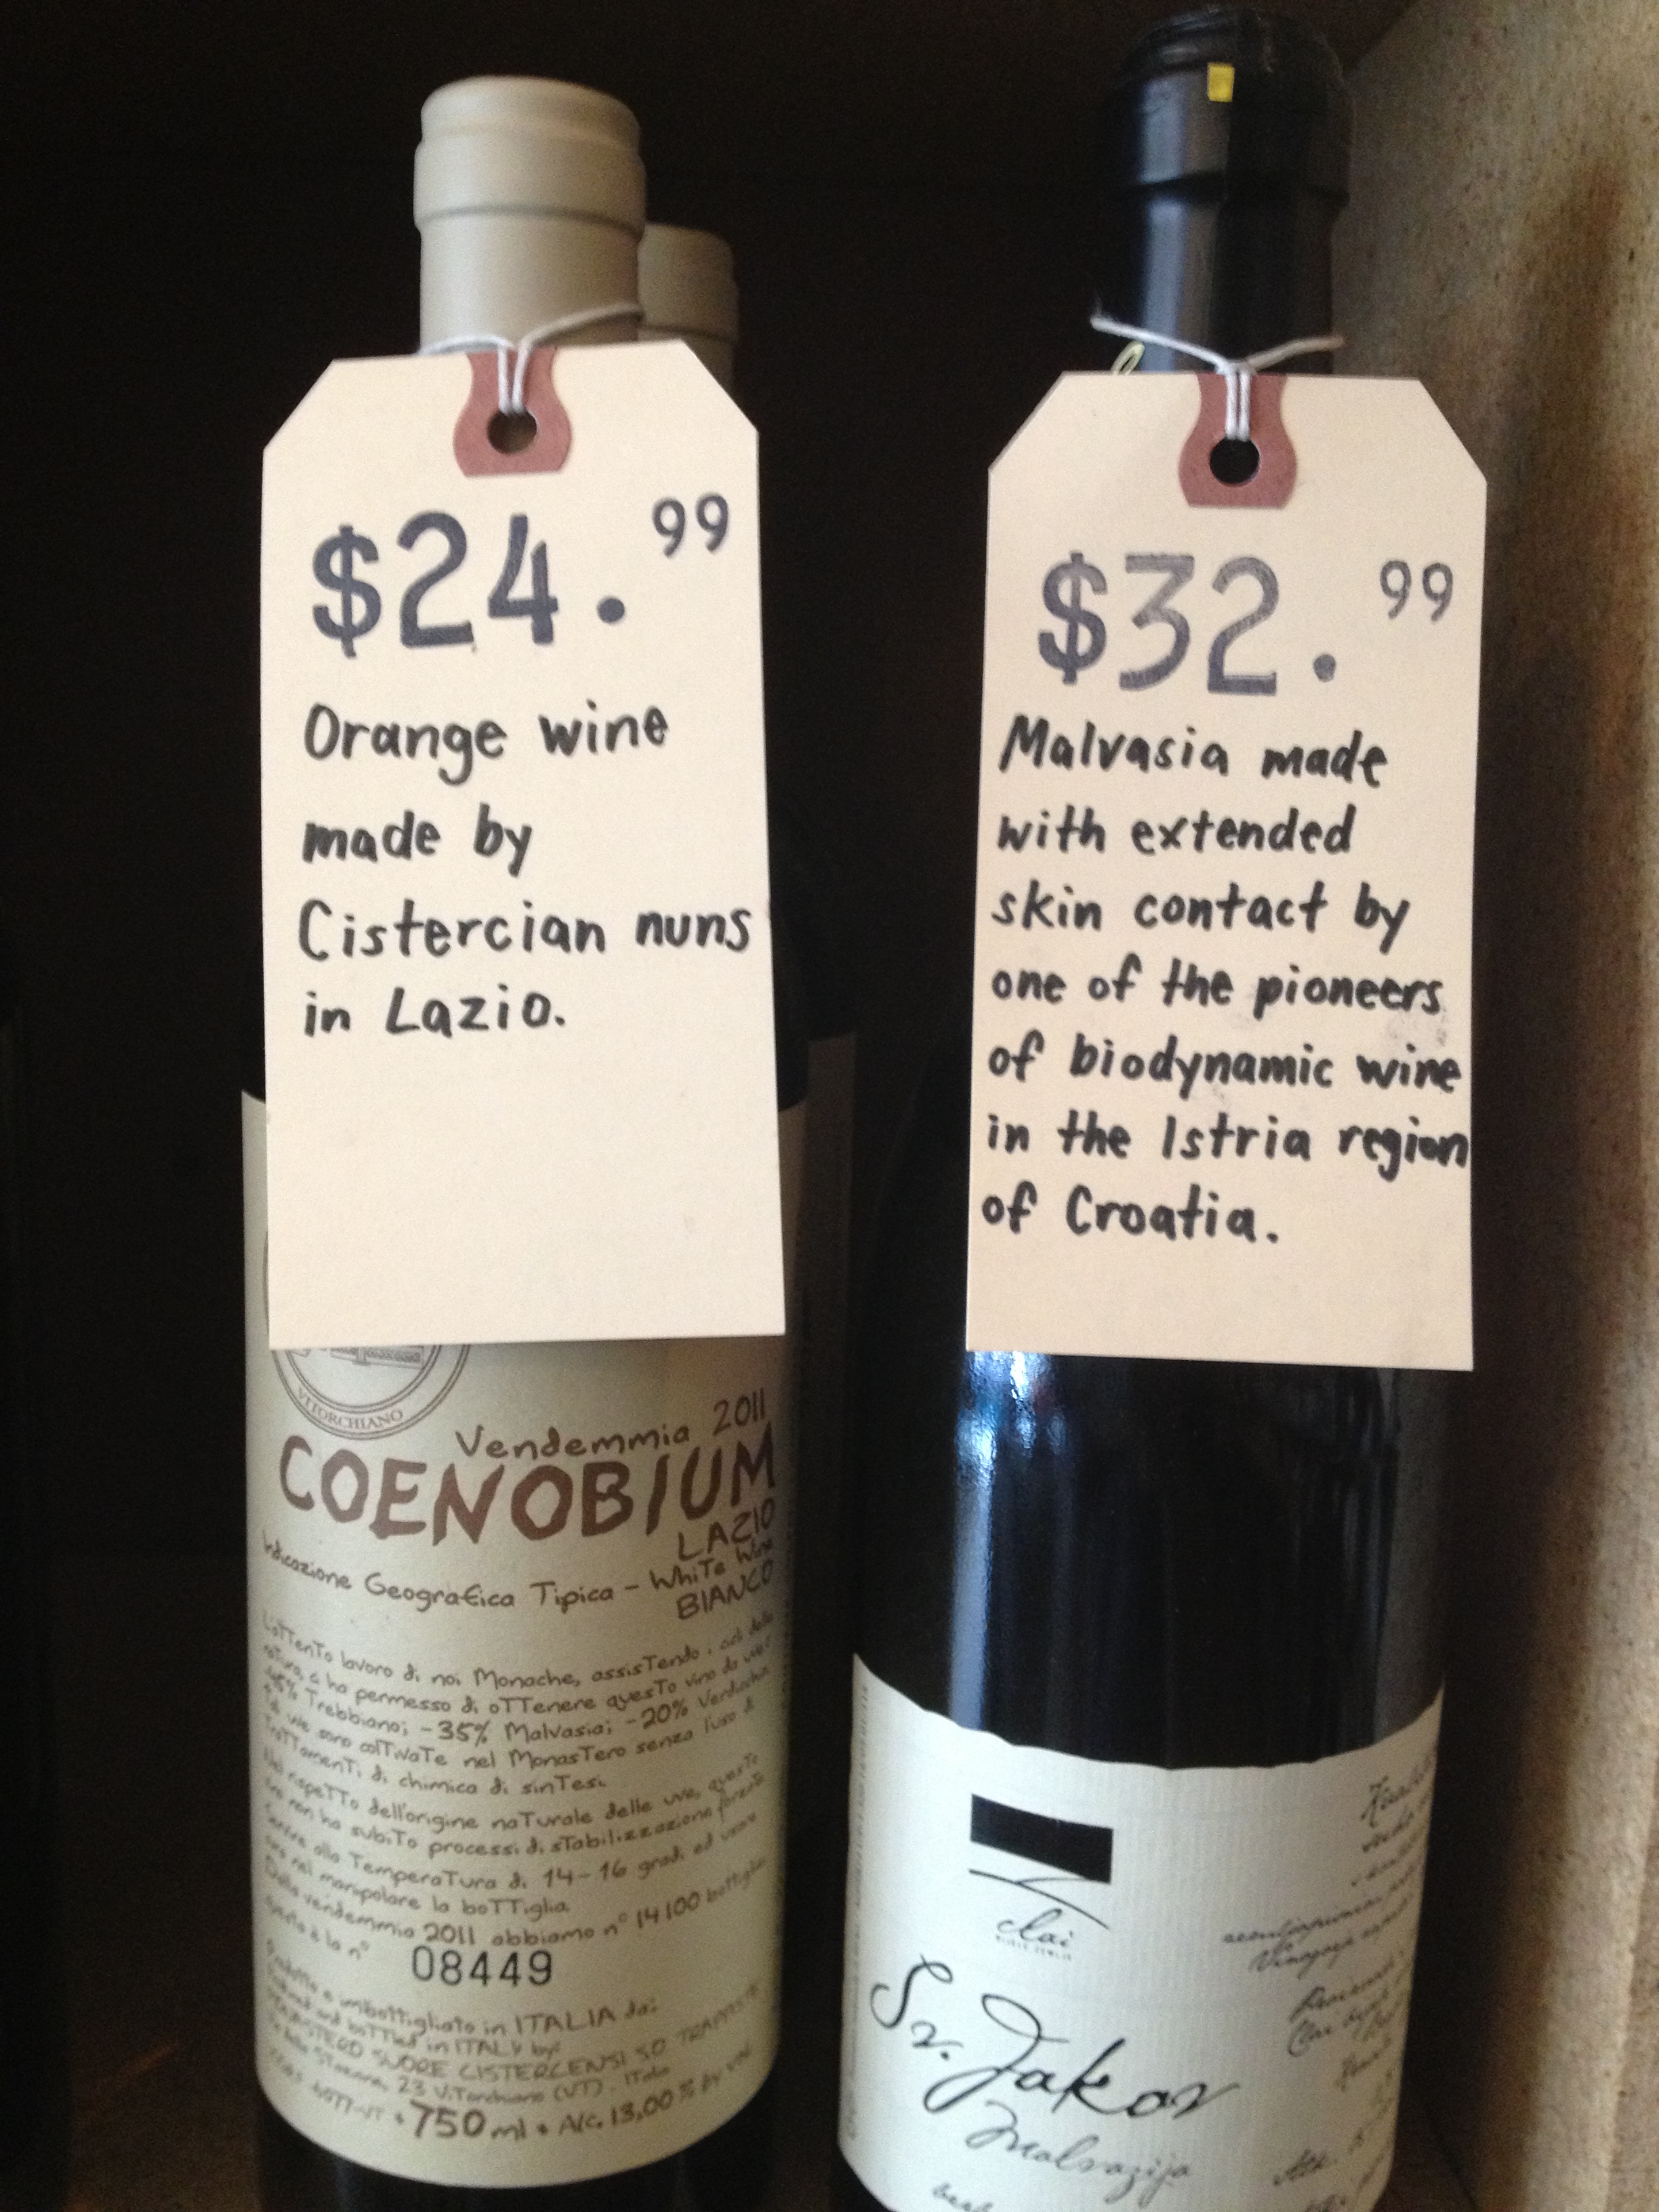 $24.99
Orange wine
made by
Cistercian nuns
in Lazio.
VITORCHIANO
Vendemmia 2011
COENOBIUM
LAZIO
Indicazione Geografica Tipica - White Wine
BIANCO
L'attento lavoro di noi Monache, assistendo i cicli della
natura, ci ha permesso di ottenere questo vino da uve:
45% Trebbiano; -35% Malvasia; -20% Verdicchio.
uve sono coltivate nel Monastero senza l'uso di
trattamenti di chimica di sintesi.
Nel rispetto dell'origine naturale delle uve, questo
vino non ha subito processi di stabilizzazione forzata
Servire alla temperatura di 14-16 gradi ed
nel manipolare la bottiglia.
Dalla vendemmia 2011 abbiamo n° 14100 bottiglie
questa è la n°
08449
Prodotto e imbottigliato in ITALIA da:
Produced and bottled in ITALY by:
MONASTERO SUORE CISTERCENSI S.O. TRAPPISTE
Via della Stazione, 23 Vitorchiano (VT). Italia
750 ml • Alc. 13,00% by vol
$32.99
Malvasia made
with extended
skin contact by
one of the pioneers
of biodynamic wine
in the Istria region
of Croatia.
Clai
Sv. Jakov
Malvazija